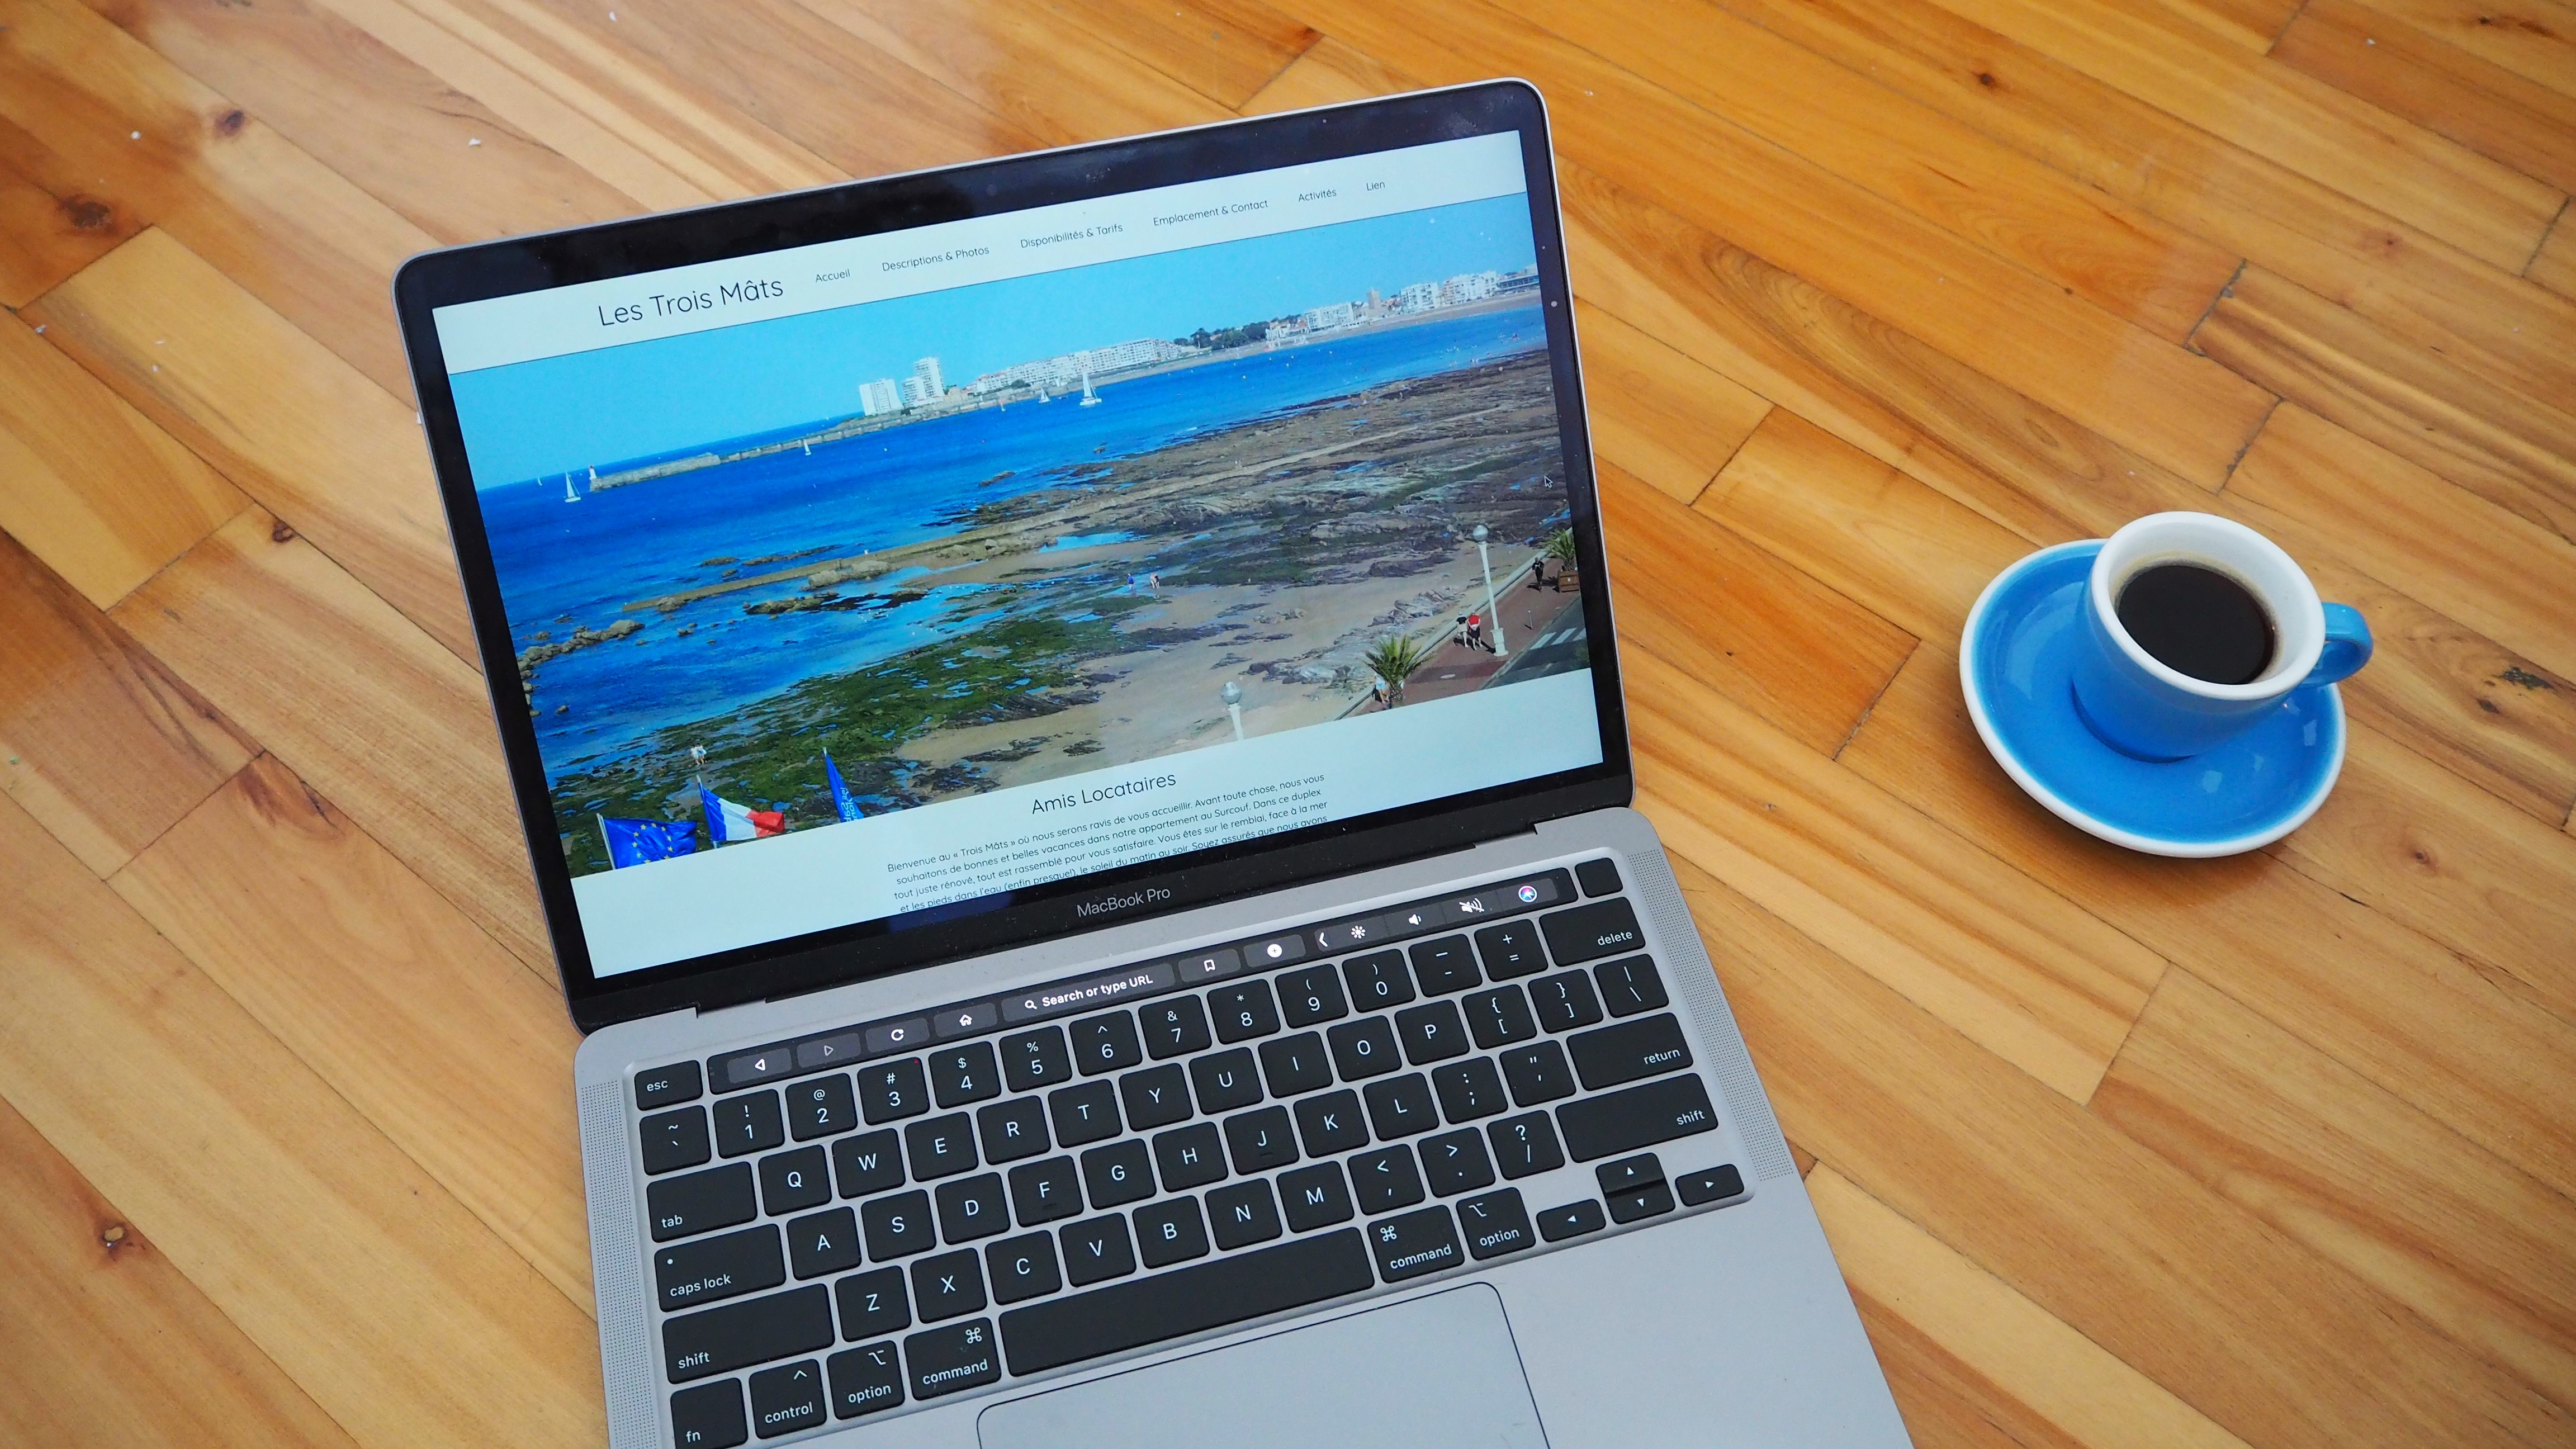 Les Trois Mâts
Accueil
Descriptions & Photos
Disponibilités & Tarifs
Emplacement & Contact
Activités
Lien
Amis Locataires
Bienvenue au « Trois Mâts » où nous serons ravis de vous accueillir. Avant toute chose, nous vous
souhaitons de bonnes et belles vacances dans notre appartement au Surcouf. Dans ce duplex
tout juste rénové, tout est rassemblé pour vous satisfaire. Vous êtes sur le remblai, face à la mer
et les pieds dans l'eau (enfin presque!), le soleil du matin au soir. Soyez assurés que nous avons
MacBook Pro
esc
Search or type URL
~ ! @ # $ % ^ & * ( ) _ +
` 1 2 3 4 5 6 7 8 9 0 - = delete
tab Q W E R T Y U I O P { [ } ] | \
caps lock A S D F G H J K L : ; " ' return
shift Z X C V B N M < , > . ? / shift
fn control option command command option